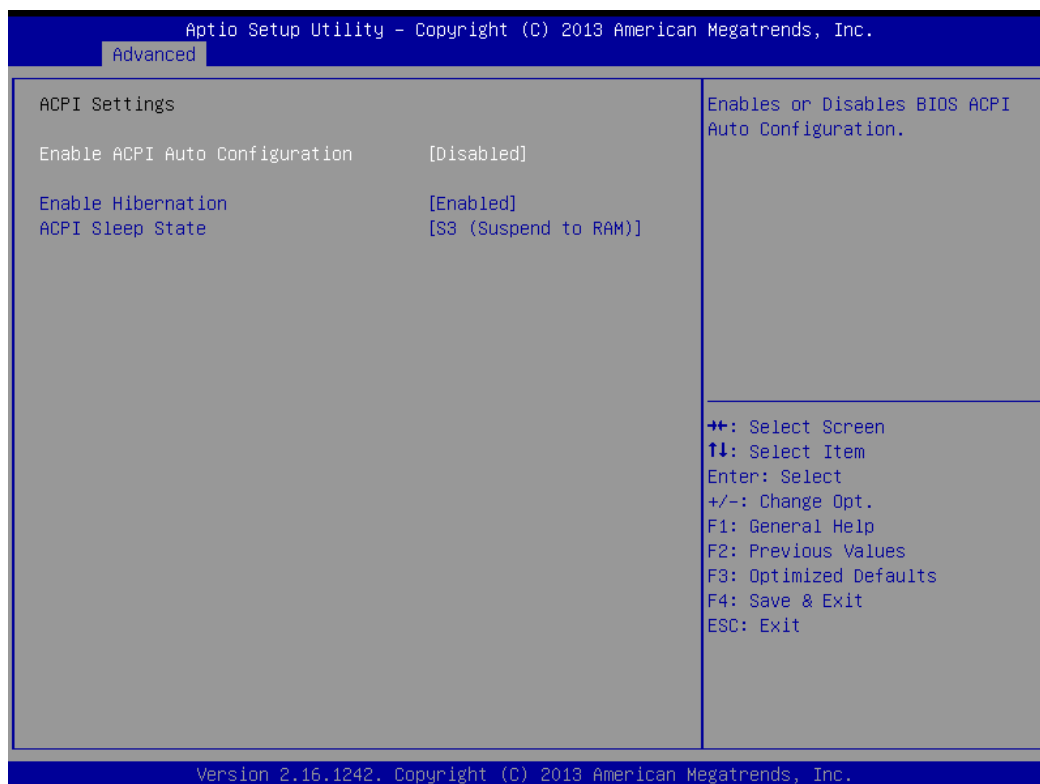 Aptio Setup Utility – Copyright (C) 2013 American Megatrends, Inc.
Advanced
ACPI Settings
Enable ACPI Auto Configuration [Disabled]
Enable Hibernation [Enabled]
ACPI Sleep State [S3 (Suspend to RAM)]
Enables or Disables BIOS ACPI
Auto Configuration.
→←: Select Screen
↑↓: Select Item
Enter: Select
+/-: Change Opt.
F1: General Help
F2: Previous Values
F3: Optimized Defaults
F4: Save & Exit
ESC: Exit
Version 2.16.1242. Copyright (C) 2013 American Megatrends, Inc.